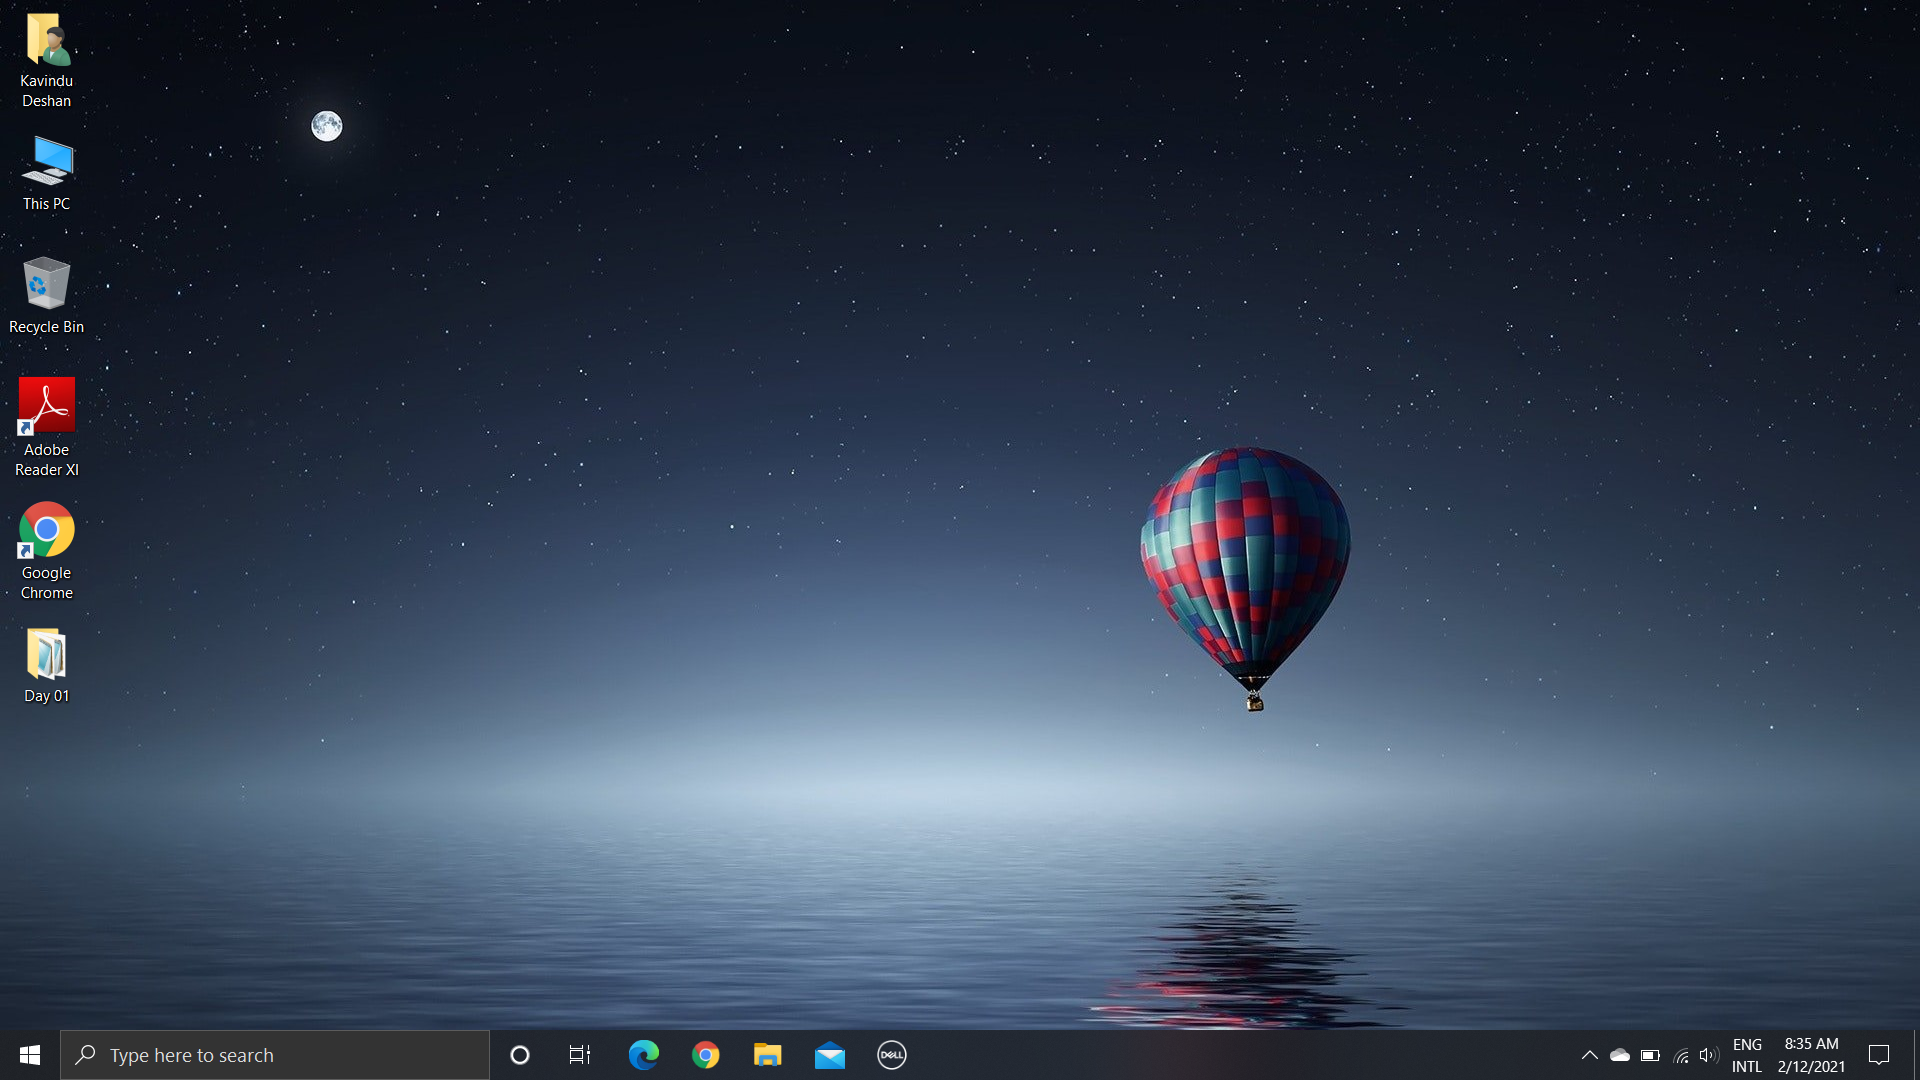 Kavindu
Deshan
This PC
Recycle Bin
Adobe
Reader XI
Google
Chrome
Day 01
Type here to search
DELL
ENG
INTL
8:35 AM
2/12/2021